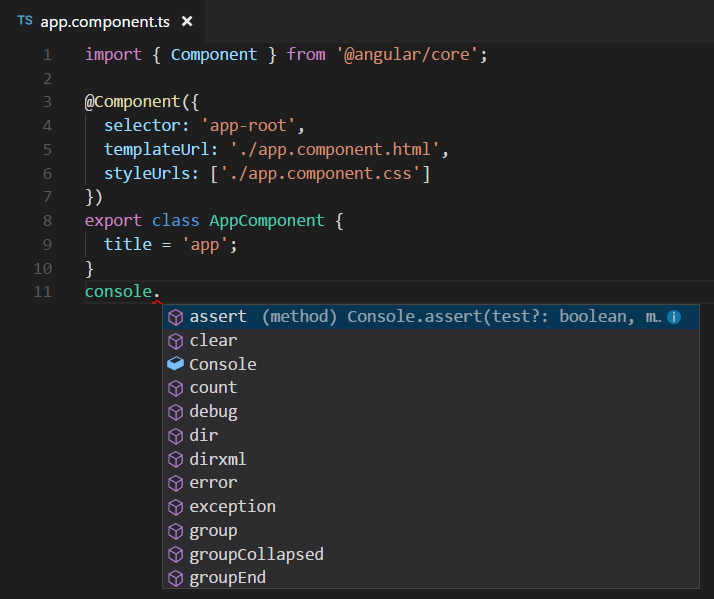 TS app.component.ts ×
1 import { Component } from '@angular/core';
2
3 @Component({
4 selector: 'app-root',
5 templateUrl: './app.component.html',
6 styleUrls: ['./app.component.css']
7 })
8 export class AppComponent {
9 title = 'app';
10 }
11 console.
assert (method) Console.assert(test?: boolean, m…
clear
Console
count
debug
dir
dirxml
error
exception
group
groupCollapsed
groupEnd